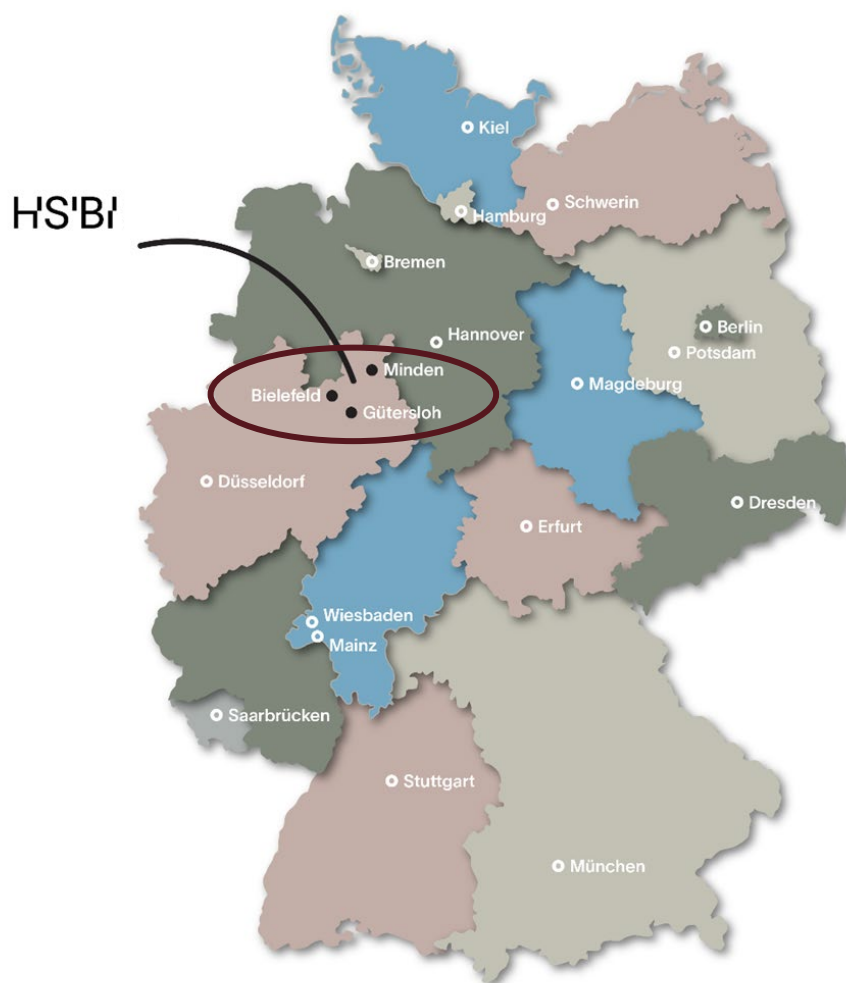 Kiel
HS'BI
Schwerin
Hamburg
Bremen
Berlin
Hannover
Potsdam
Minden
Magdeburg
Bielefeld
Gütersloh
Düsseldorf
Dresden
Erfurt
Wiesbaden
Mainz
Saarbrücken
Stuttgart
München